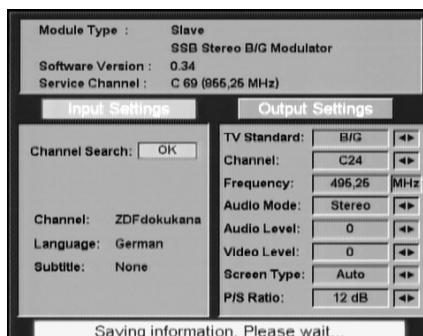 Module Type : Slave
SSB Stereo B/G Modulator
Software Version : 0.34
Service Channel : C 69 (855,25 MHz)
Input Settings
Channel Search: OK
Channel: ZDFdokukana
Language: German
Subtitle: None
Output Settings
TV Standard: B/G
Channel: C24
Frequency: 495,25 MHz
Audio Mode: Stereo
Audio Level: 0
Video Level: 0
Screen Type: Auto
P/S Ratio: 12 dB
Saving information. Please wait...